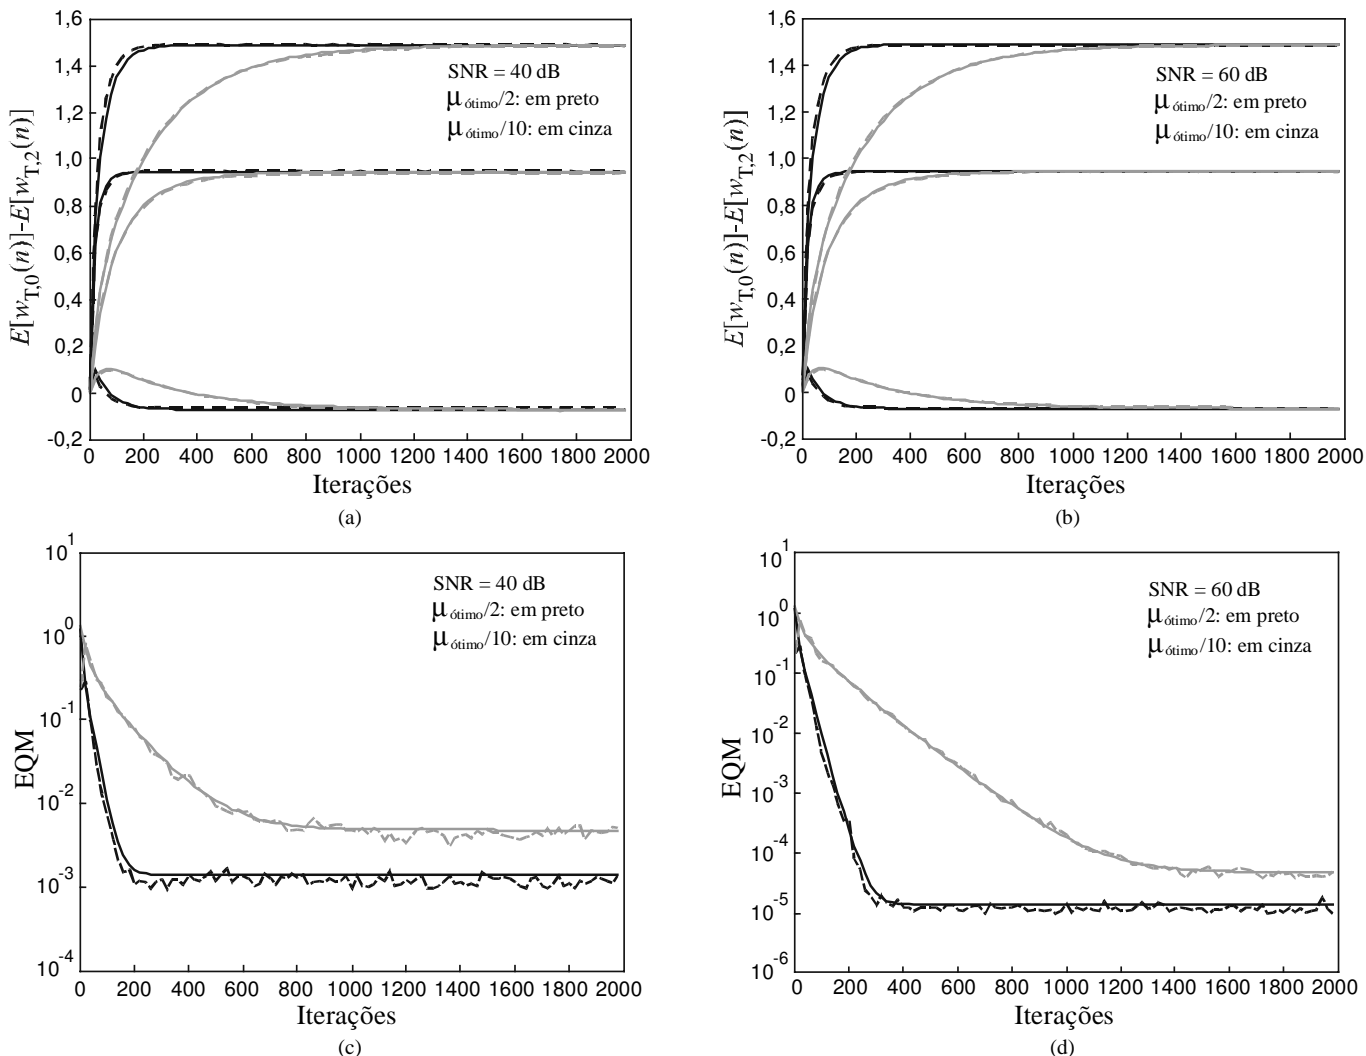 1,6
1,4
1,2
1,0
0,8
0,6
0,4
0,2
0
-0,2
E[w_T,0(n)]-E[w_T,2(n)]
SNR = 40 dB
μ_ótimo/2: em preto
μ_ótimo/10: em cinza
0 200 400 600 800 1000 1200 1400 1600 1800 2000
Iterações
(a)
1,6
1,4
1,2
1,0
0,8
0,6
0,4
0,2
0
-0,2
E[w_T,0(n)]-E[w_T,2(n)]
SNR = 60 dB
μ_ótimo/2: em preto
μ_ótimo/10: em cinza
0 200 400 600 800 1000 1200 1400 1600 1800 2000
Iterações
(b)
10^1
10^0
10^-1
10^-2
10^-3
10^-4
EQM
SNR = 40 dB
μ_ótimo/2: em preto
μ_ótimo/10: em cinza
0 200 400 600 800 1000 1200 1400 1600 1800 2000
Iterações
(c)
10^1
10^0
10^-1
10^-2
10^-3
10^-4
10^-5
10^-6
EQM
SNR = 60 dB
μ_ótimo/2: em preto
μ_ótimo/10: em cinza
0 200 400 600 800 1000 1200 1400 1600 1800 2000
Iterações
(d)